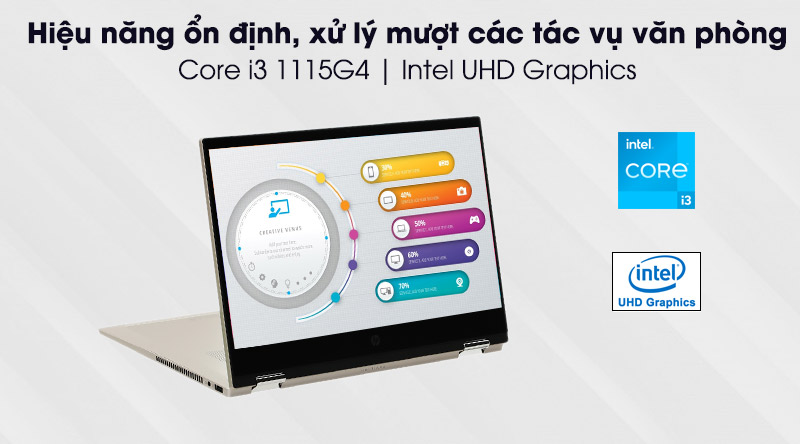 Hiệu năng ổn định, xử lý mượt các tác vụ văn phòng
Core i3 1115G4 | Intel UHD Graphics
intel.
CORE
i3
intel
UHD Graphics
CREATIVE VENUS
30%
40%
50%
60%
70%